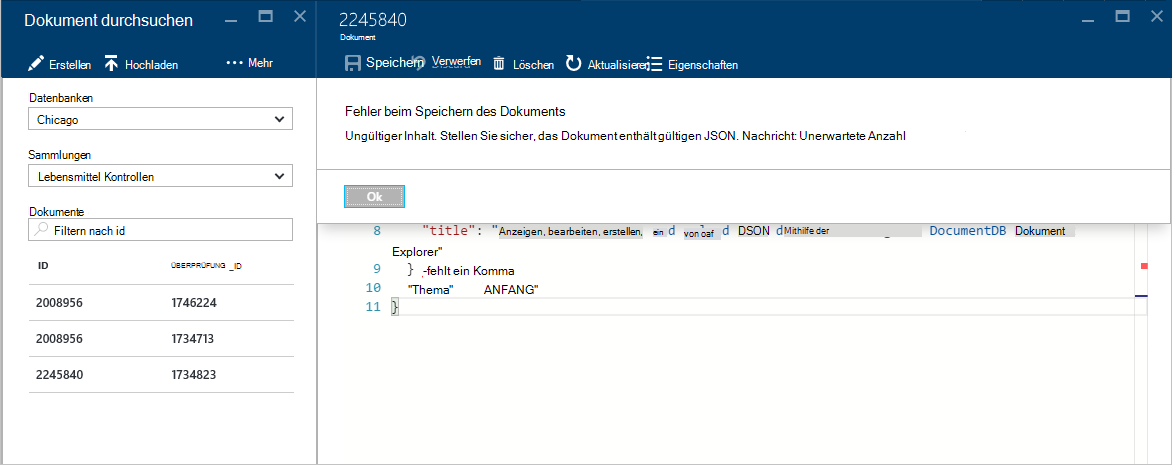 Dokument durchsuchen
Erstellen Hochladen ··· Mehr
Datenbanken
Chicago
Sammlungen
Lebensmittel Kontrollen
Dokumente
Filtern nach id
ID ÜBERPRÜFUNG _ID
2008956 1746224
2008956 1734713
2245840 1734823
2245840
Dokument
Speichern Verwerfen Löschen Aktualisieren Eigenschaften
Fehler beim Speichern des Dokuments
Ungültiger Inhalt. Stellen Sie sicher, das Dokument enthält gültigen JSON. Nachricht: Unerwartete Anzahl
Ok
8 "title": "Anzeigen, bearbeiten, erstellen, ein d von oaf d DSON d Mithilfe der DocumentDB Dokument
Explorer"
9 } -fehlt ein Komma
10 "Thema" ANFANG"
11 }